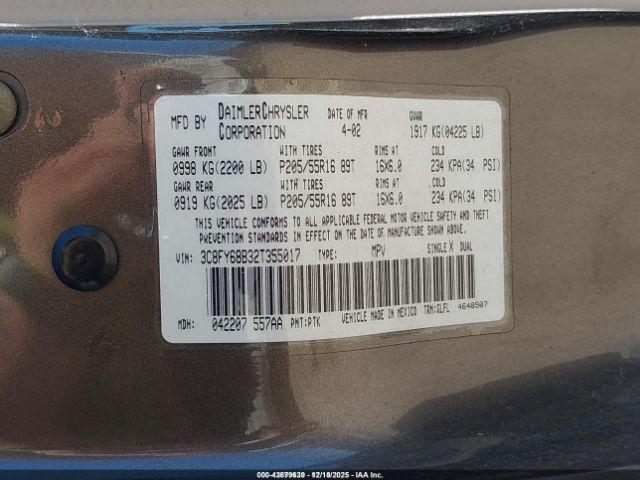 MFD BY DAIMLERCHRYSLER CORPORATION DATE OF MFR 4-02 GVWR 1917 KG(04225 LB)
GAWR FRONT WITH TIRES RIMS AT COLD
0998 KG(2200 LB) P205/55R16 89T 16X6.0 234 KPA(34 PSI)
GAWR REAR WITH TIRES RIMS AT COLD
0919 KG(2025 LB) P205/55R16 89T 16X6.0 234 KPA(34 PSI)
THIS VEHICLE CONFORMS TO ALL APPLICABLE FEDERAL MOTOR VEHICLE SAFETY AND THEFT
PREVENTION STANDARDS IN EFFECT ON THE DATE OF MANUFACTURE SHOWN ABOVE.
VIN: 3C8FY68B32T355017 TYPE: MPV SINGLE X DUAL
MDH: 042207 557AA PNT:PTK VEHICLE MADE IN MEXICO TRM:GLFL 4648507
000-43879639 - 12/10/2025 - IAAI Inc.